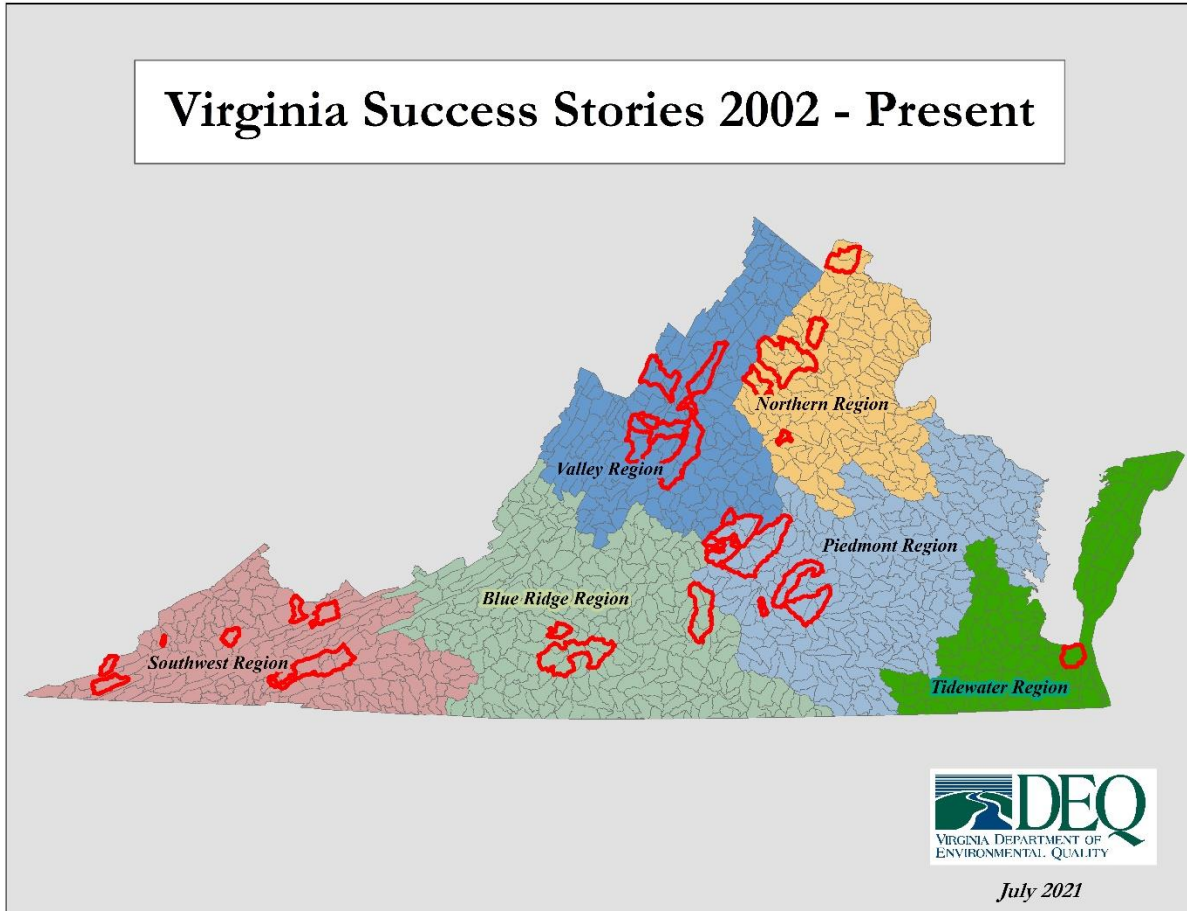 Virginia Success Stories 2002 - Present
Northern Region
Valley Region
Piedmont Region
Blue Ridge Region
Southwest Region
Tidewater Region
DEQ
VIRGINIA DEPARTMENT OF
ENVIRONMENTAL QUALITY
July 2021